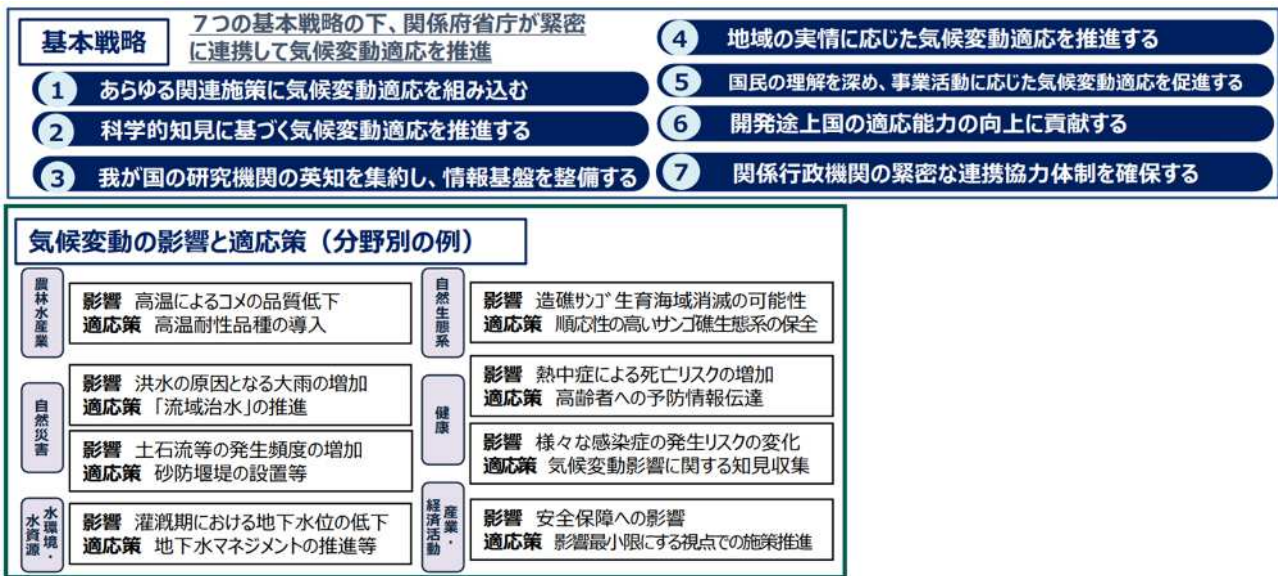 基本戦略
７つの基本戦略の下、関係府省庁が緊密
に連携して気候変動適応を推進
1 あらゆる関連施策に気候変動適応を組み込む
2 科学的知見に基づく気候変動適応を推進する
3 我が国の研究機関の英知を集約し、情報基盤を整備する
4 地域の実情に応じた気候変動適応を推進する
5 国民の理解を深め、事業活動に応じた気候変動適応を促進する
6 開発途上国の適応能力の向上に貢献する
7 関係行政機関の緊密な連携協力体制を確保する
気候変動の影響と適応策（分野別の例）
農林水産業
影響 高温によるコメの品質低下
適応策 高温耐性品種の導入
自然災害
影響 洪水の原因となる大雨の増加
適応策 「流域治水」の推進
影響 土石流等の発生頻度の増加
適応策 砂防堰堤の設置等
水環境・
水資源
影響 灌漑期における地下水位の低下
適応策 地下水マネジメントの推進等
自然生態系
影響 造礁ｻﾝｺﾞ生育海域消滅の可能性
適応策 順応性の高いサンゴ礁生態系の保全
健康
影響 熱中症による死亡リスクの増加
適応策 高齢者への予防情報伝達
影響 様々な感染症の発生リスクの変化
適応策 気候変動影響に関する知見収集
産業・
経済活動
影響 安全保障への影響
適応策 影響最小限にする視点での施策推進